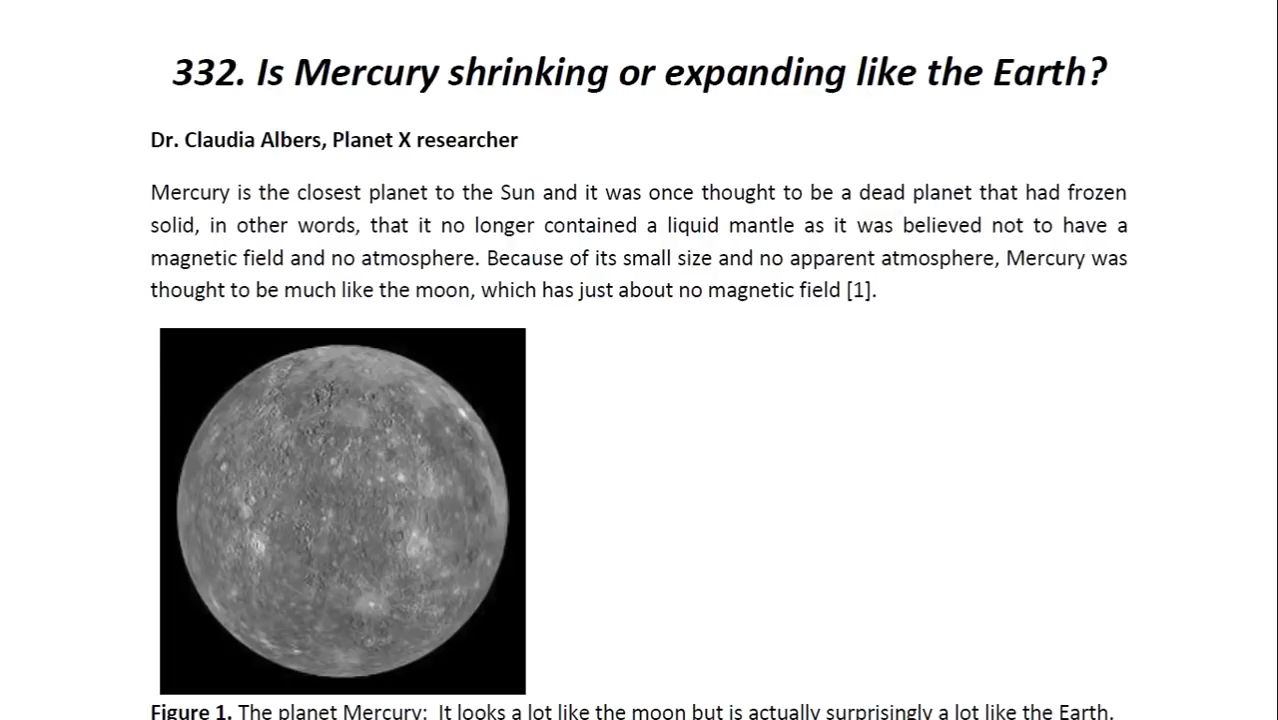 332. Is Mercury shrinking or expanding like the Earth?
Dr. Claudia Albers, Planet X researcher
Mercury is the closest planet to the Sun and it was once thought to be a dead planet that had frozen
solid, in other words, that it no longer contained a liquid mantle as it was believed not to have a
magnetic field and no atmosphere. Because of its small size and no apparent atmosphere, Mercury was
thought to be much like the moon, which has just about no magnetic field [1].
Figure 1. The planet Mercury: It looks a lot like the moon but is actually surprisingly a lot like the Earth.